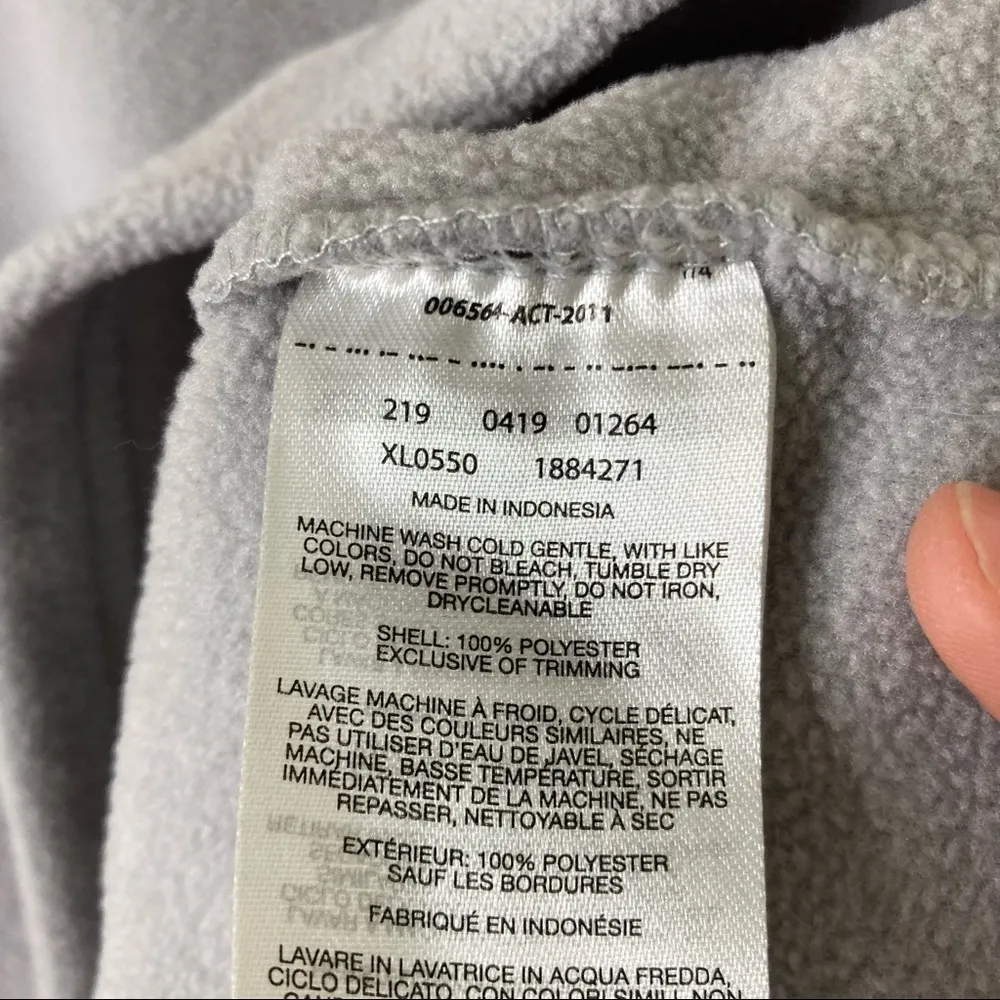 1/4
006564-ACT-2011
-. - ... .- ..- - .... . .- - .. -.-. .- -.-. - ..
219 0419 01264
XL0550 1884271
MADE IN INDONESIA
MACHINE WASH COLD GENTLE, WITH LIKE
COLORS, DO NOT BLEACH, TUMBLE DRY
LOW, REMOVE PROMPTLY, DO NOT IRON,
DRYCLEANABLE
SHELL: 100% POLYESTER
EXCLUSIVE OF TRIMMING
LAVAGE MACHINE À FROID, CYCLE DÉLICAT,
AVEC DES COULEURS SIMILAIRES, NE
PAS UTILISER D'EAU DE JAVEL, SÉCHAGE
MACHINE, BASSE TEMPÉRATURE, SORTIR
IMMÉDIATEMENT DE LA MACHINE, NE PAS
REPASSER, NETTOYABLE À SEC
EXTÉRIEUR: 100% POLYESTER
SAUF LES BORDURES
FABRIQUÉ EN INDONÉSIE
LAVARE IN LAVATRICE IN ACQUA FREDDA,
CICLO DELICATO, CON COLORI SIMILI, NON